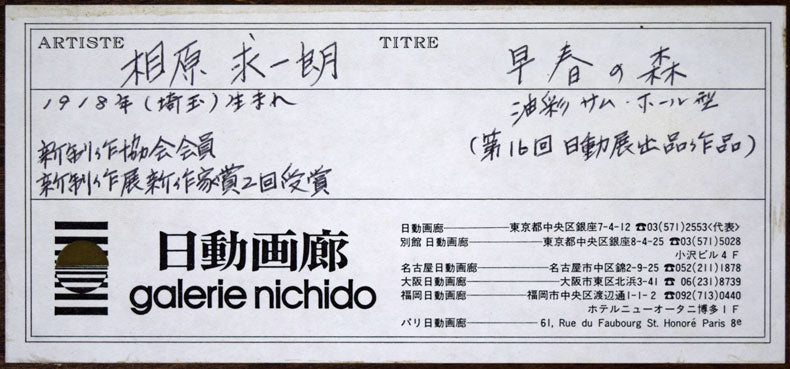 ARTISTE 相原求一朗 TITRE 早春の森
1918年(埼玉)生まれ 油彩 サム・ホール型
新制作協会会員 (第16回 日動展出品作品)
新制作展新作家賞2回受賞
日動画廊
galerie nichido
日動画廊 東京都中央区銀座7-4-12 ☎03(571)2553<代表>
別館 日動画廊 東京都中央区銀座8-4-25 ☎03(571)5028
小沢ビル4F
名古屋日動画廊 名古屋市中区錦2-9-25 ☎052(211)1878
大阪日動画廊 大阪市東区北浜3-41 ☎06(231)8739
福岡日動画廊 福岡市中央区渡辺通1-1-2 ☎092(713)0440
ホテルニューオータニ博多1F
パリ日動画廊 61, Rue du Faubourg St. Honoré Paris 8e